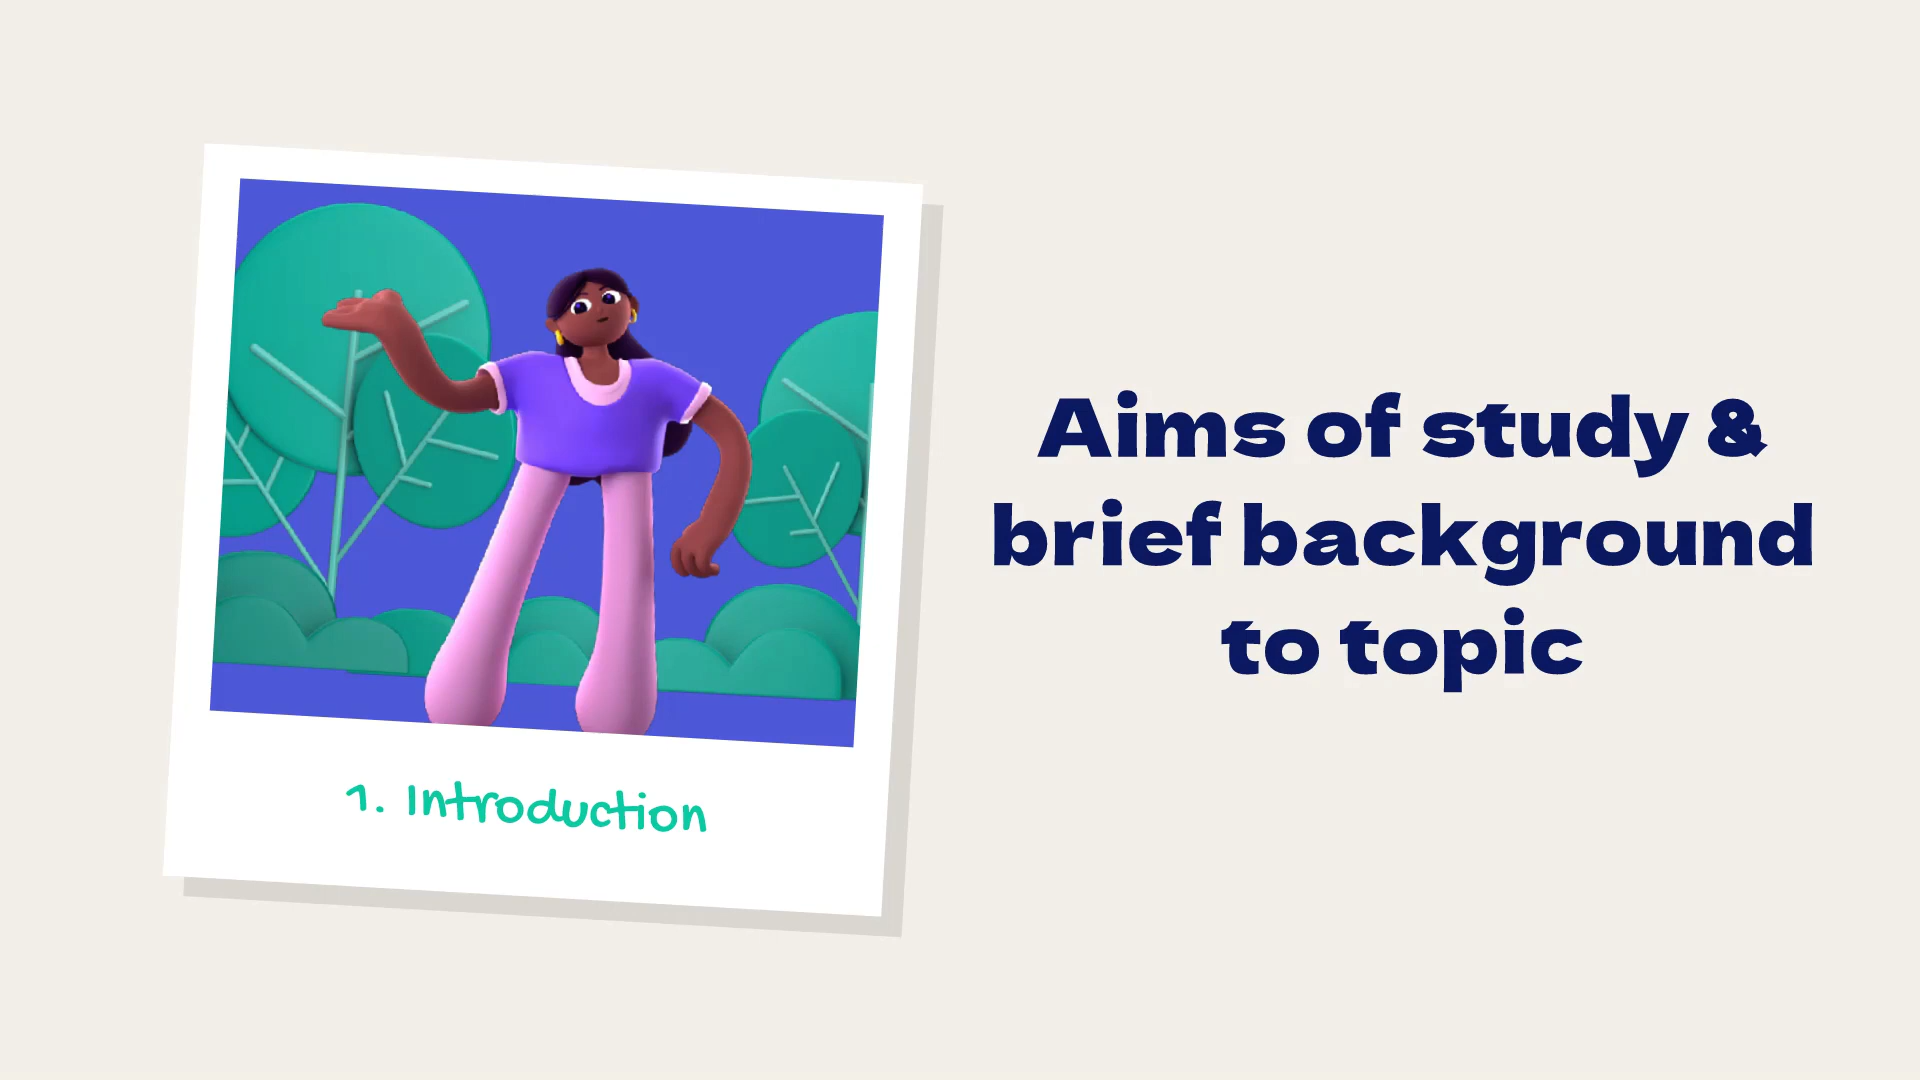 1. Introduction
Aims of study &
brief background
to topic